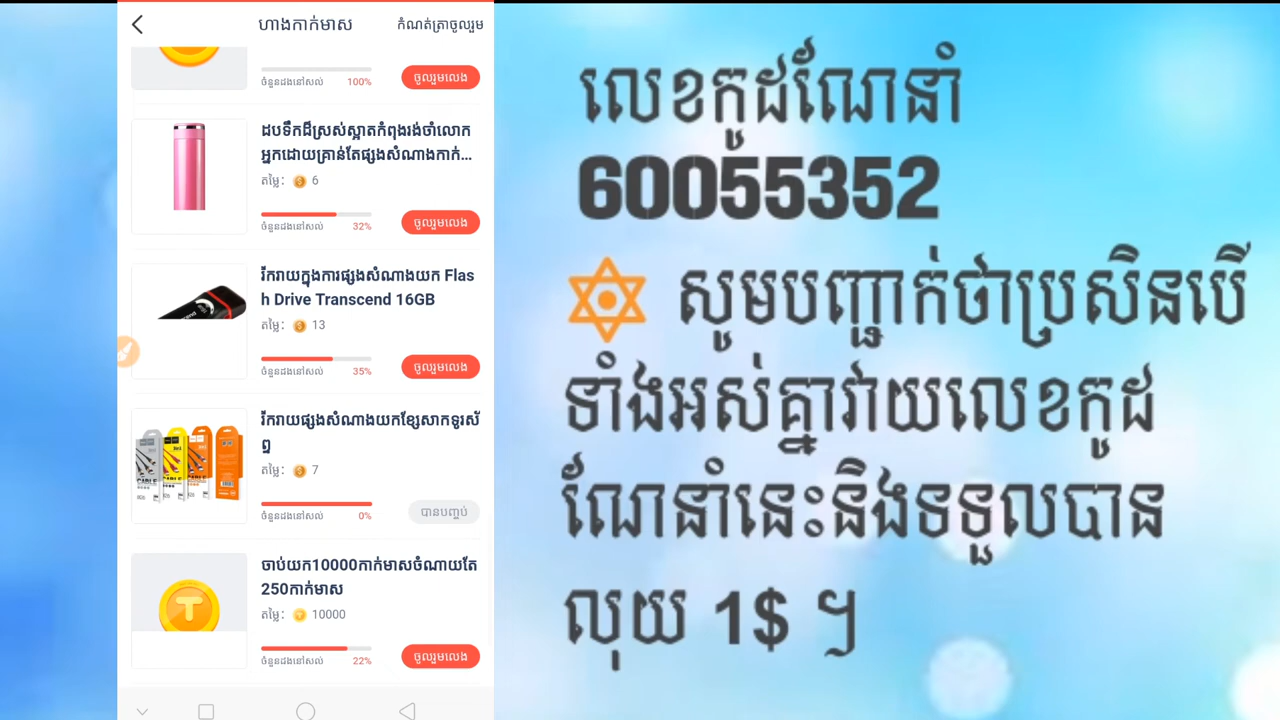 ហាងកាក់មាស
កំណត់ត្រាចូលរួម
ចំនួនដងនៅសល់ 100%
ចូលរួមលេង
ដបទឹកដ៏ស្រស់ស្អាតកំពុងរង់ចាំលោក
អ្នកដោយគ្រាន់តែផ្សងសំណាងកាក់...
តម្លៃ: 6
ចំនួនដងនៅសល់ 32%
ចូលរួមលេង
រីករាយក្នុងការផ្សងសំណាងយក Flas
h Drive Transcend 16GB
តម្លៃ: 13
ចំនួនដងនៅសល់ 35%
ចូលរួមលេង
រីករាយផ្សងសំណាងយកខ្សែសាកទូរស័
ព្ទ
តម្លៃ: 7
ចំនួនដងនៅសល់ 0%
បានបញ្ចប់
ចាប់យក10000កាក់មាសចំណាយតែ
250កាក់មាស
តម្លៃ: 10000
ចំនួនដងនៅសល់ 22%
ចូលរួមលេង
លេខកូដណែនាំ
60055352
សូមបញ្ជាក់ថាប្រសិនបើ
ទាំងអស់គ្នាវាយលេខកូដ
ណែនាំនេះនិងទទួលបាន
លុយ 1$ ។